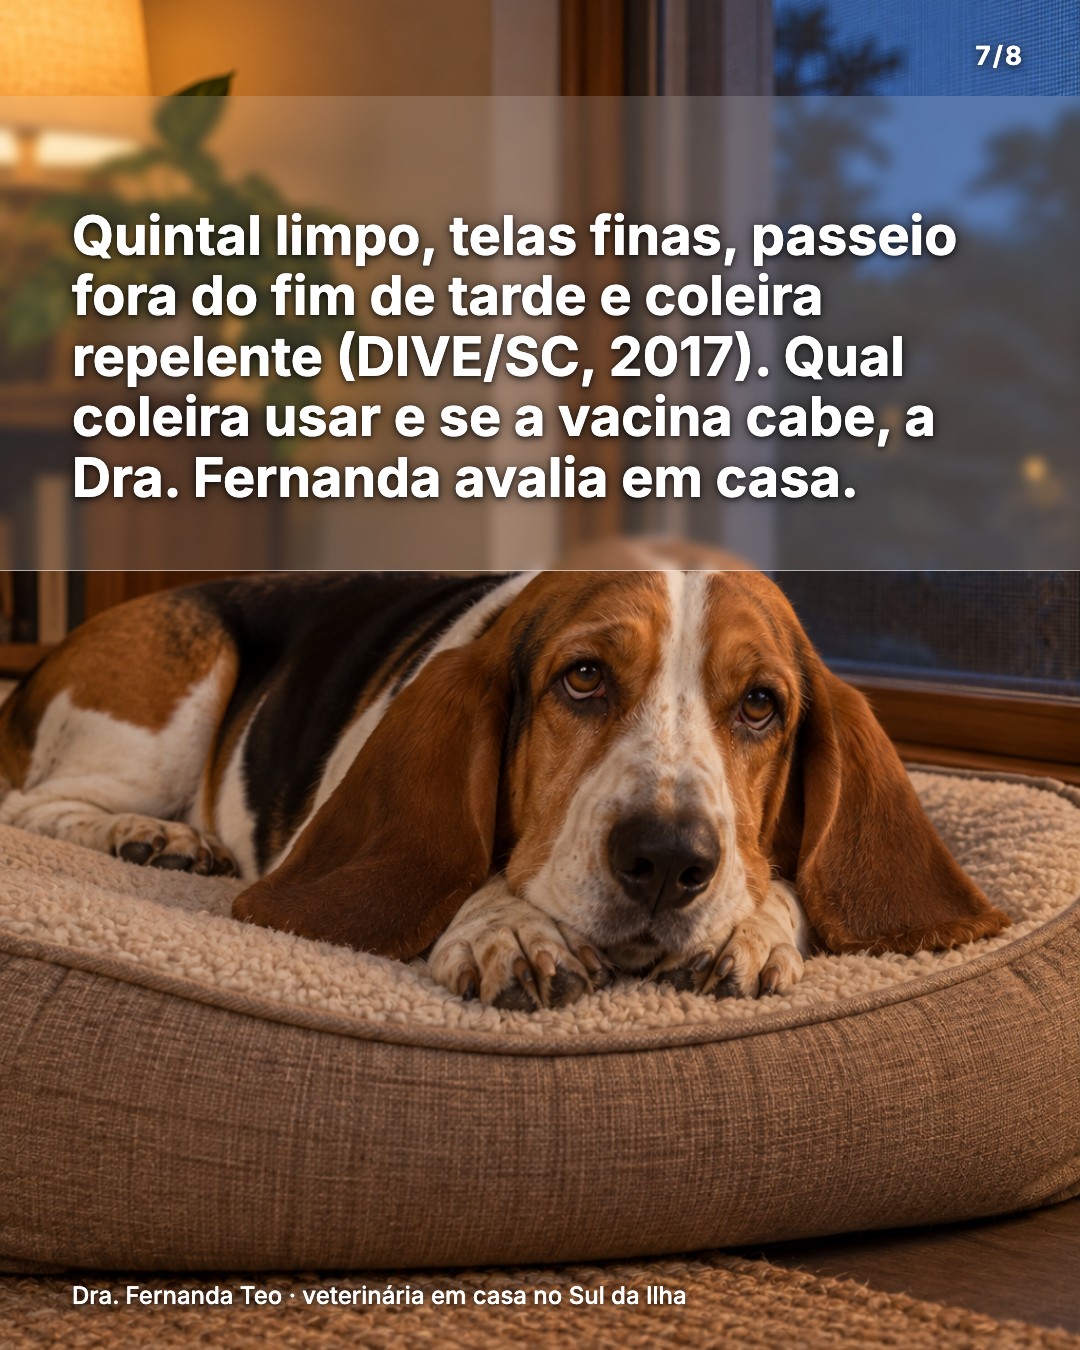 7/8
Quintal limpo, telas finas, passeio
fora do fim de tarde e coleira
repelente (DIVE/SC, 2017). Qual
coleira usar e se a vacina cabe, a
Dra. Fernanda avalia em casa.
Dra. Fernanda Teo · veterinária em casa no Sul da Ilha